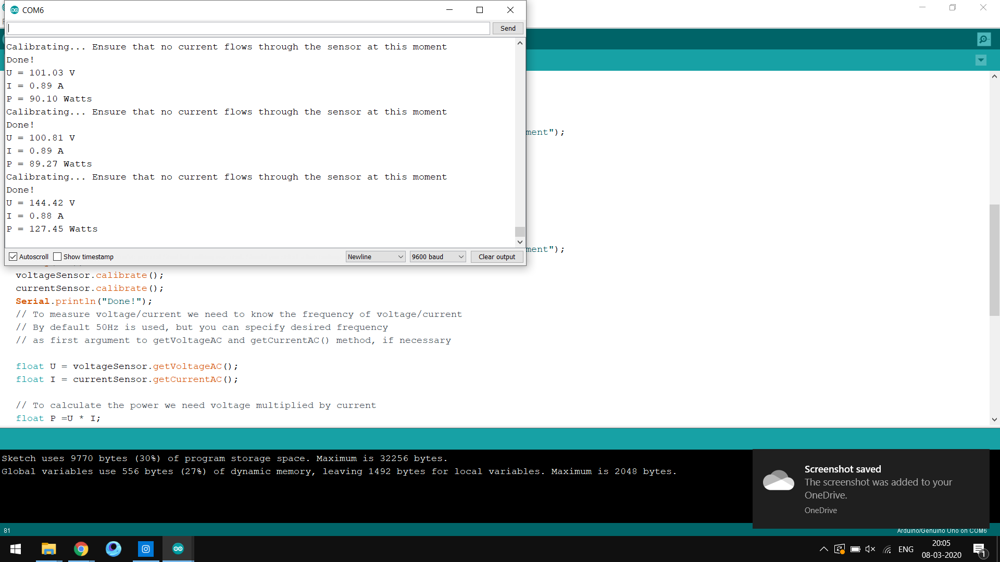 COM6
Send
Calibrating... Ensure that no current flows through the sensor at this moment
Done!
U = 101.03 V
I = 0.89 A
P = 90.10 Watts
Calibrating... Ensure that no current flows through the sensor at this moment
Done!
U = 100.81 V
I = 0.89 A
P = 89.27 Watts
Calibrating... Ensure that no current flows through the sensor at this moment
Done!
U = 144.42 V
I = 0.88 A
P = 127.45 Watts
Autoscroll Show timestamp Newline 9600 baud Clear output
ment");
ment");
voltageSensor.calibrate();
currentSensor.calibrate();
Serial.println("Done!");
// To measure voltage/current we need to know the frequency of voltage/current
// By default 50Hz is used, but you can specify desired frequency
// as first argument to getVoltageAC and getCurrentAC() method, if necessary
float U = voltageSensor.getVoltageAC();
float I = currentSensor.getCurrentAC();
// To calculate the power we need voltage multiplied by current
float P =U * I;
Sketch uses 9770 bytes (30%) of program storage space. Maximum is 32256 bytes.
Global variables use 556 bytes (27%) of dynamic memory, leaving 1492 bytes for local variables. Maximum is 2048 bytes.
Screenshot saved
The screenshot was added to your
OneDrive.
OneDrive
81
Arduino/Genuino Uno on COM6
ENG
20:05
08-03-2020
1